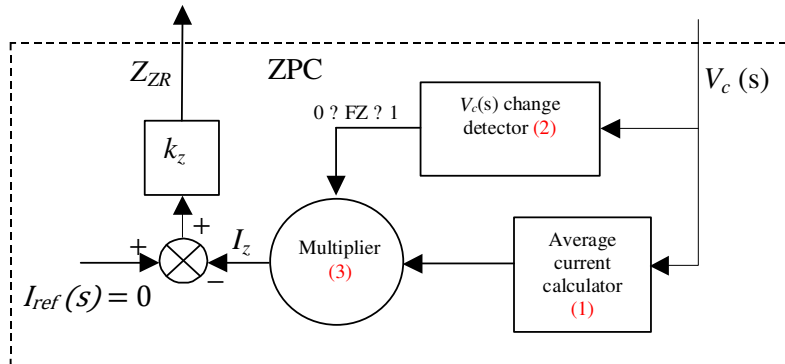 Z_ZR
ZPC
V_c (s)
0 ? FZ ? 1
V_c(s) change
detector (2)
k_z
+
+
I_z
−
I_ref (s) = 0
Multiplier
(3)
Average
current
calculator
(1)